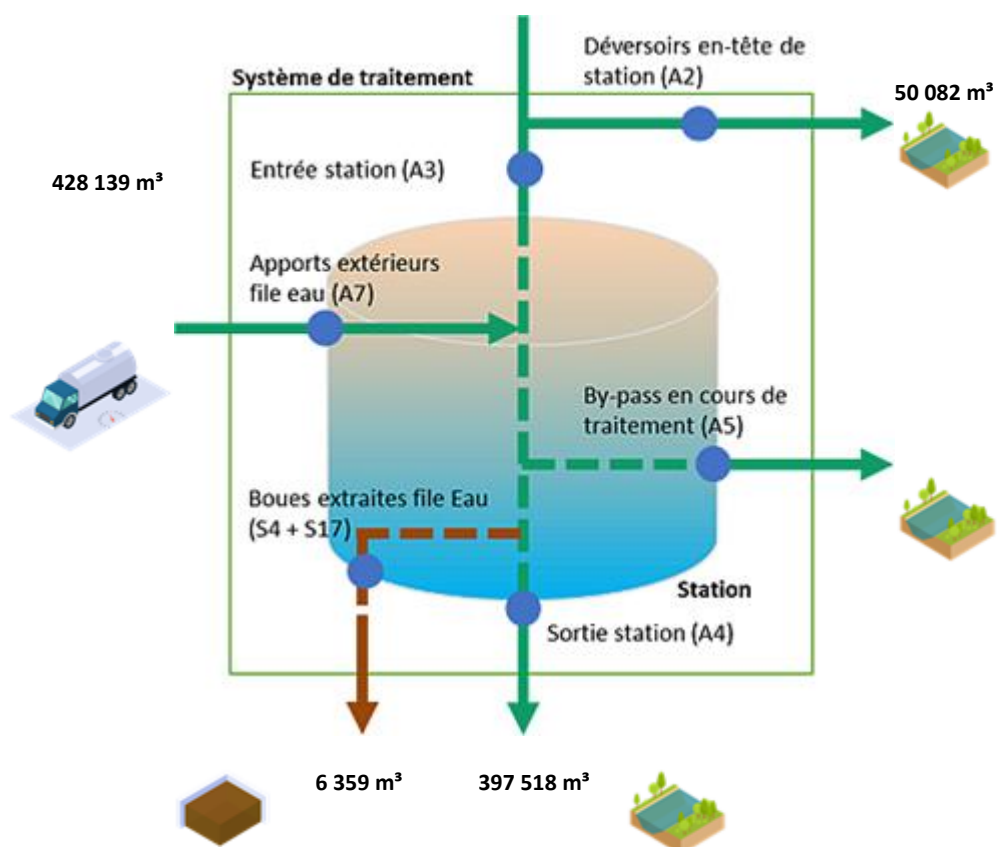 Déversoirs en-tête de
station (A2)
Système de traitement
50 082 m³
Entrée station (A3)
428 139 m³
Apports extérieurs
file eau (A7)
By-pass en cours de
traitement (A5)
Boues extraites file Eau
(S4 + S17)
Station
Sortie station (A4)
6 359 m³
397 518 m³